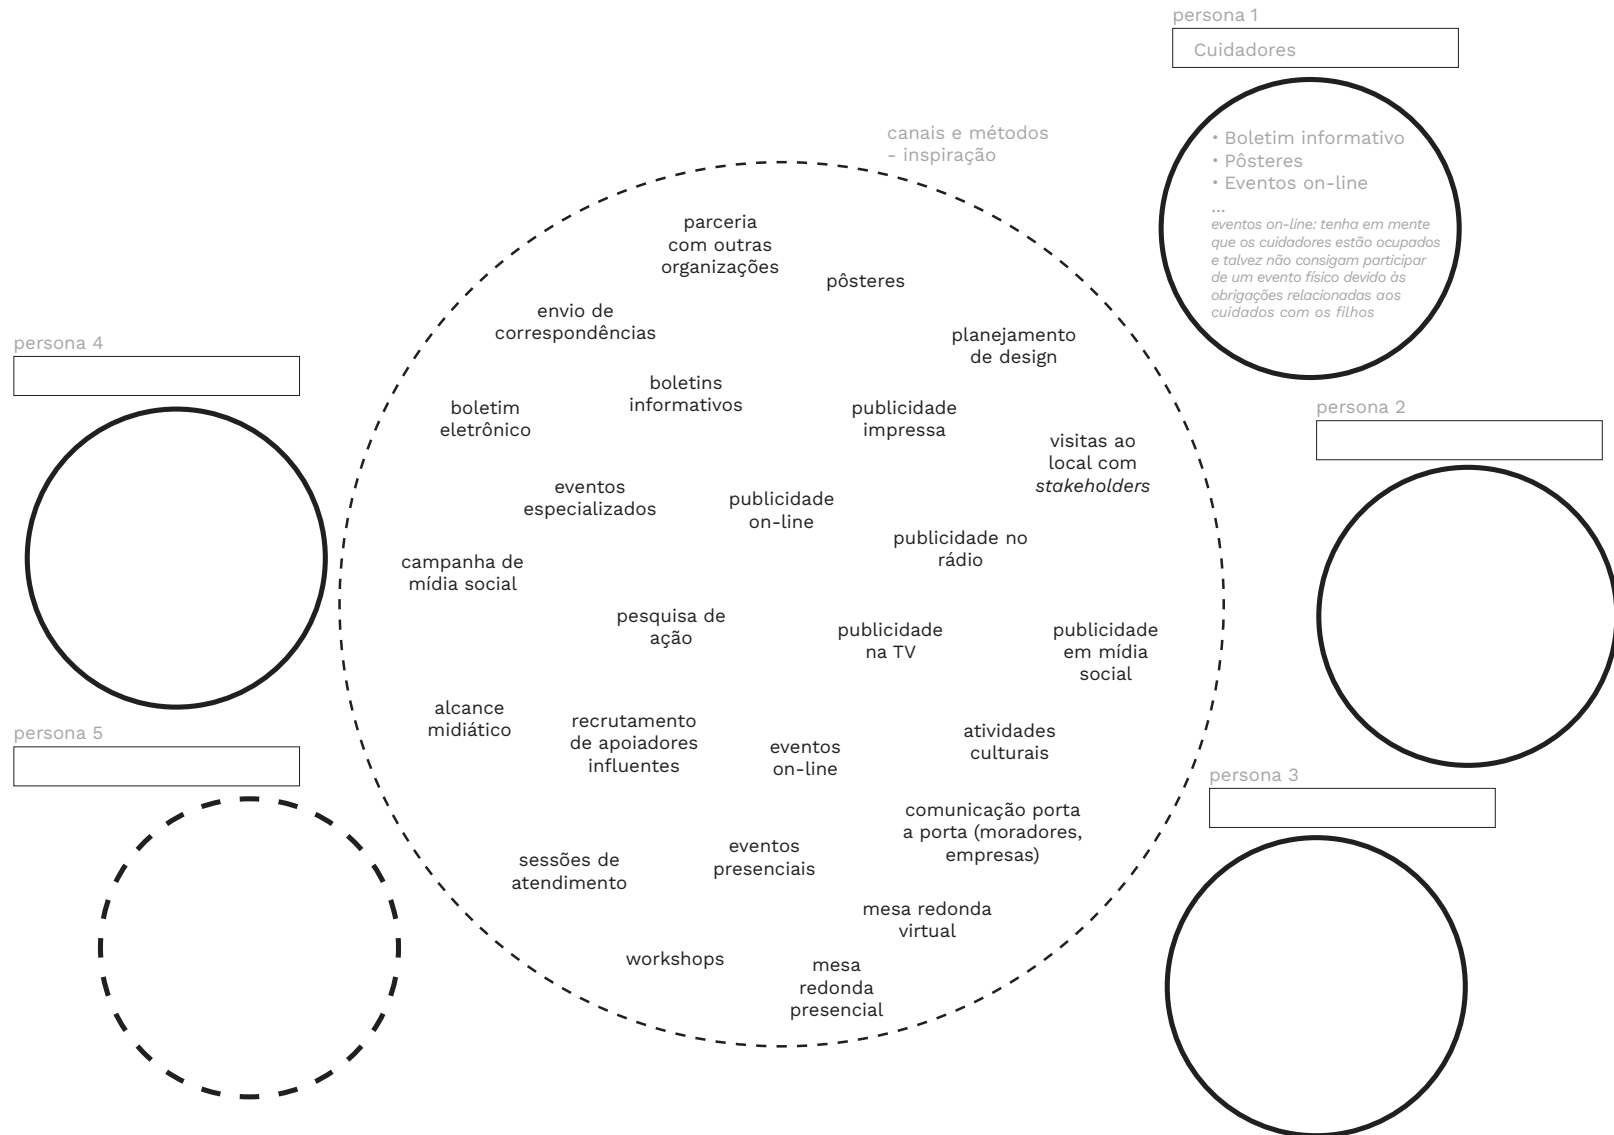 persona 1
Cuidadores
• Boletim informativo
• Pôsteres
• Eventos on-line
...
eventos on-line: tenha em mente
que os cuidadores estão ocupados
e talvez não consigam participar
de um evento físico devido às
obrigações relacionadas aos
cuidados com os filhos
canais e métodos
- inspiração
parceria
com outras
organizações
pôsteres
envio de
correspondências
planejamento
de design
boletins
informativos
boletim
eletrônico
publicidade
impressa
visitas ao
local com
stakeholders
eventos
especializados
publicidade
on-line
publicidade no
rádio
campanha de
mídia social
pesquisa de
ação
publicidade
na TV
publicidade
em mídia
social
alcance
midiático
recrutamento
de apoiadores
influentes
eventos
on-line
atividades
culturais
comunicação porta
a porta (moradores,
empresas)
sessões de
atendimento
eventos
presenciais
mesa redonda
virtual
workshops
mesa
redonda
presencial
persona 2
persona 3
persona 4
persona 5